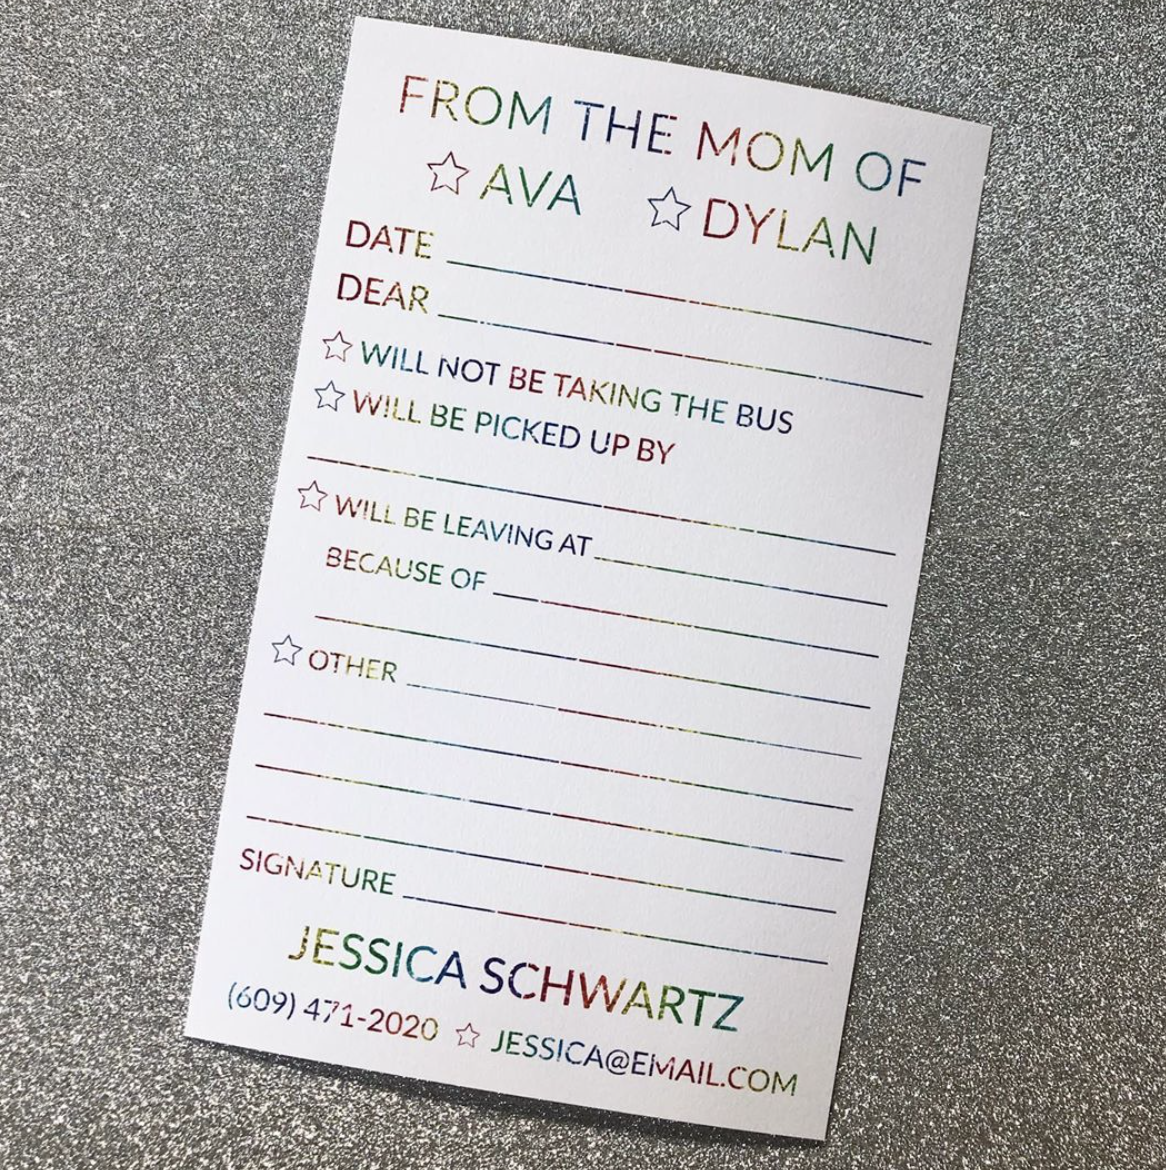 FROM THE MOM OF
AVA DYLAN
DATE
DEAR
WILL NOT BE TAKING THE BUS
WILL BE PICKED UP BY
WILL BE LEAVING AT
BECAUSE OF
OTHER
SIGNATURE
JESSICA SCHWARTZ
(609) 471-2020 JESSICA@EMAIL.COM